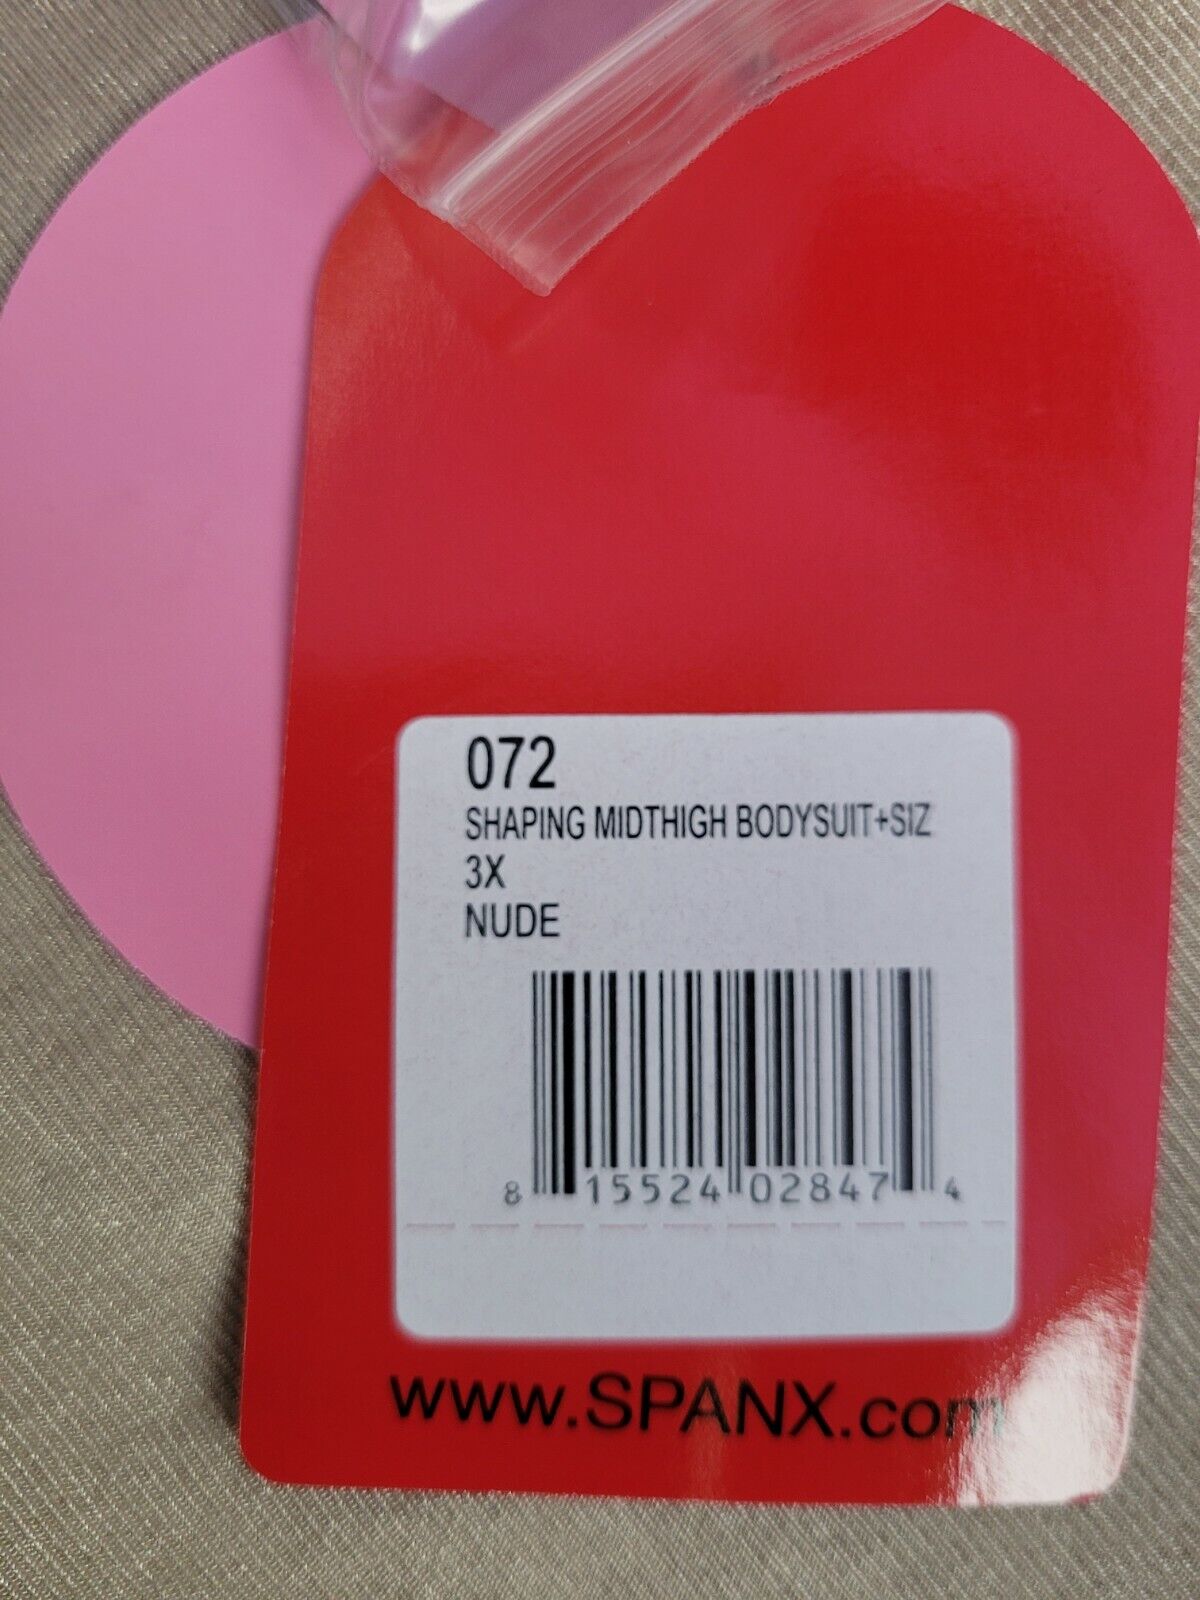 072
SHAPING MIDTHIGH BODYSUIT+SIZ
3X
NUDE
8 15524 02847 4
www.SPANX.com